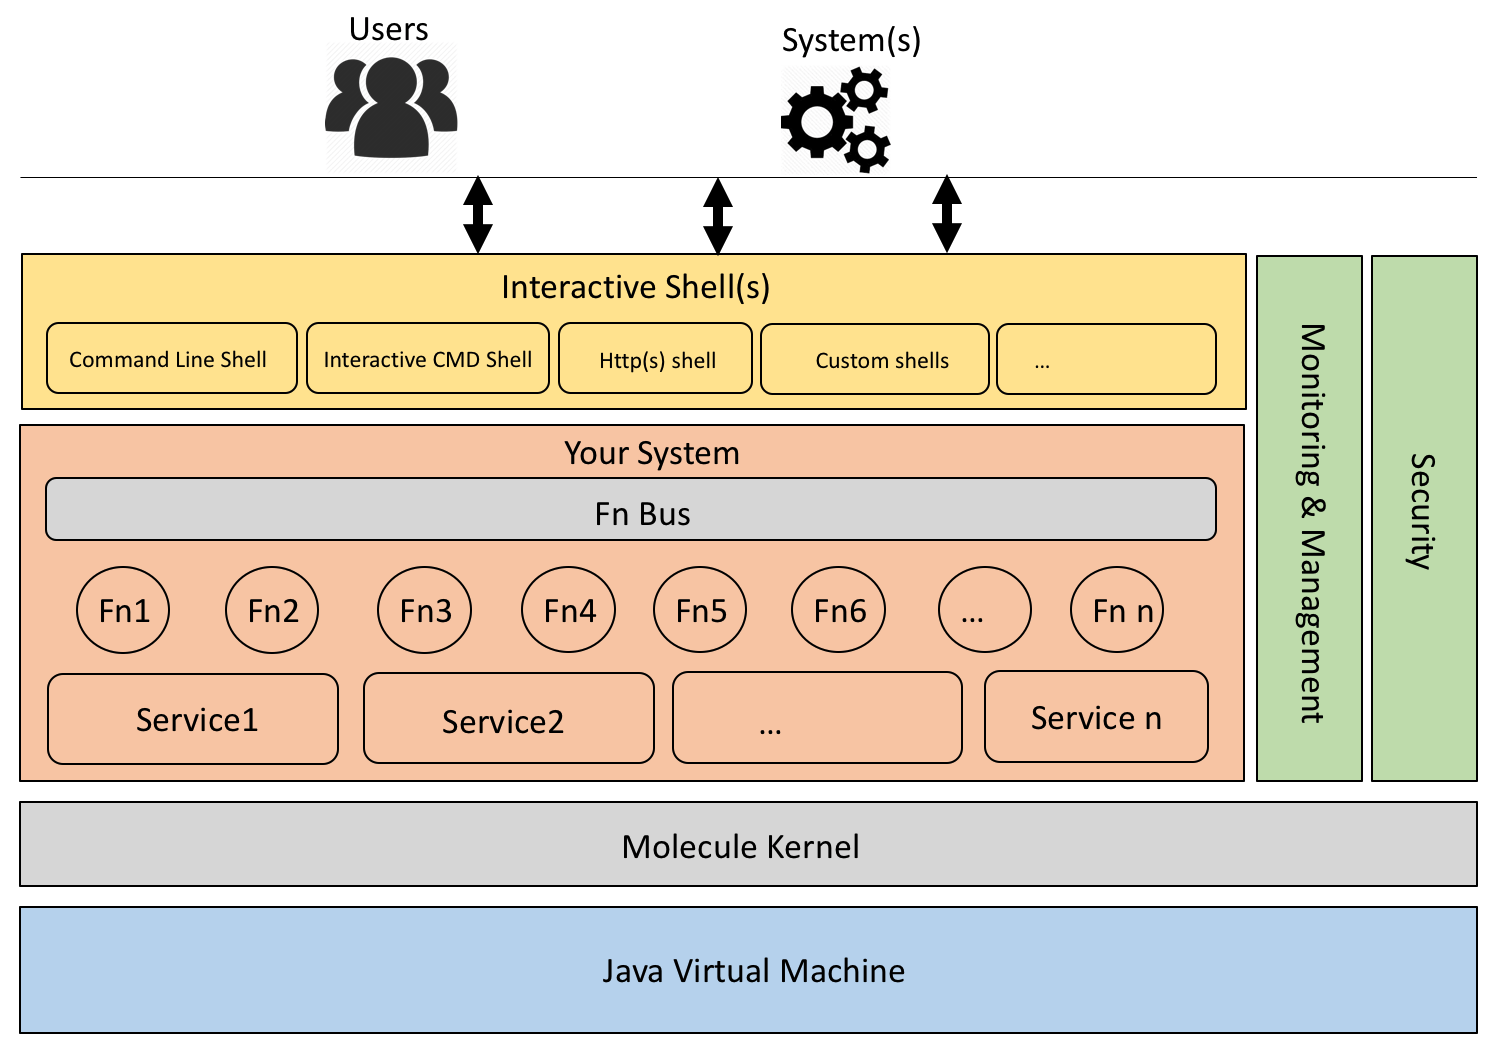 Users
System(s)
Interactive Shell(s)
Command Line Shell
Interactive CMD Shell
Http(s) shell
Custom shells
...
Your System
Fn Bus
Fn1
Fn2
Fn3
Fn4
Fn5
Fn6
...
Fn n
Service1
Service2
...
Service n
Monitoring & Management
Security
Molecule Kernel
Java Virtual Machine